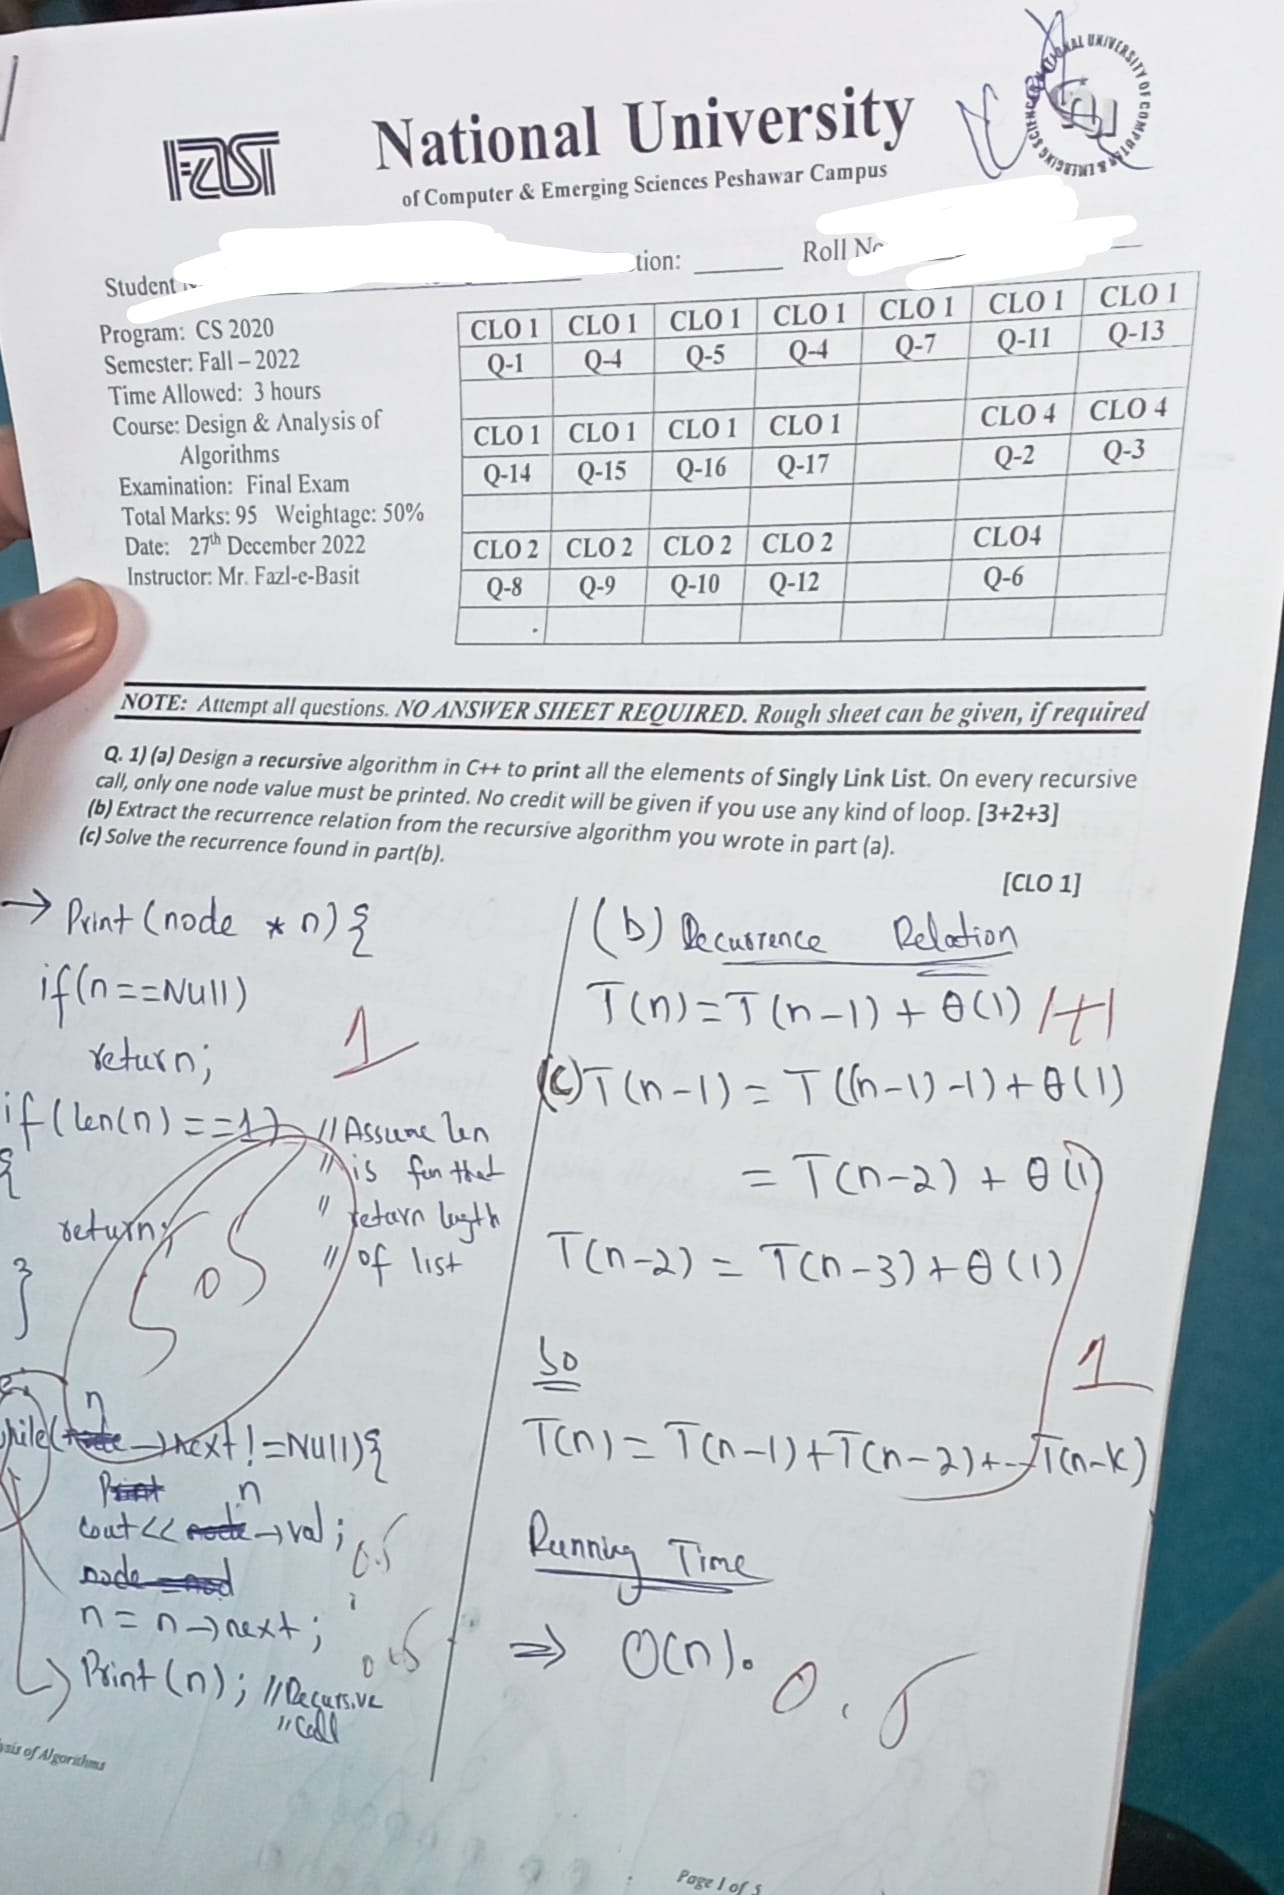 FAST
National University
of Computer & Emerging Sciences Peshawar Campus
NATIONAL UNIVERSITY OF COMPUTER & EMERGING SCIENCES
Student
tion:
Roll No
Program: CS 2020
Semester: Fall – 2022
Time Allowed: 3 hours
Course: Design & Analysis of
Algorithms
Examination: Final Exam
Total Marks: 95 Weightage: 50%
Date: 27th December 2022
Instructor: Mr. Fazl-e-Basit
CLO 1 CLO 1 CLO 1 CLO 1 CLO 1 CLO 1 CLO 1
Q-1 Q-4 Q-5 Q-4 Q-7 Q-11 Q-13
CLO 1 CLO 1 CLO 1 CLO 1 CLO 4 CLO 4
Q-14 Q-15 Q-16 Q-17 Q-2 Q-3
CLO 2 CLO 2 CLO 2 CLO 2 CLO4
Q-8 Q-9 Q-10 Q-12 Q-6
NOTE: Attempt all questions. NO ANSWER SHEET REQUIRED. Rough sheet can be given, if required
Q. 1) (a) Design a recursive algorithm in C++ to print all the elements of Singly Link List. On every recursive
call, only one node value must be printed. No credit will be given if you use any kind of loop. [3+2+3]
(b) Extract the recurrence relation from the recursive algorithm you wrote in part (a).
(c) Solve the recurrence found in part(b).
[CLO 1]
→ Print (node * n) {
if(n==Null)
return;
1
if(len(n)==1) // Assume len
{ // is fun that
return; // return length
} // of list
0.5
while(n→next!=Null){
cout<<n→val;
0.5
n=n→next;
Print(n); //Recursive
0.5
//Call
(b) Recurrence Relation
T(n)=T(n-1)+θ(1) 1+1
(c) T(n-1) = T((n-1)-1)+θ(1)
= T(n-2) + θ(1)
T(n-2) = T(n-3)+θ(1)
So
1
T(n)= T(n-1)+T(n-2)+--T(n-k)
Running Time
⇒ O(n).
0.5
ysis of Algorithms
Page 1 of 5